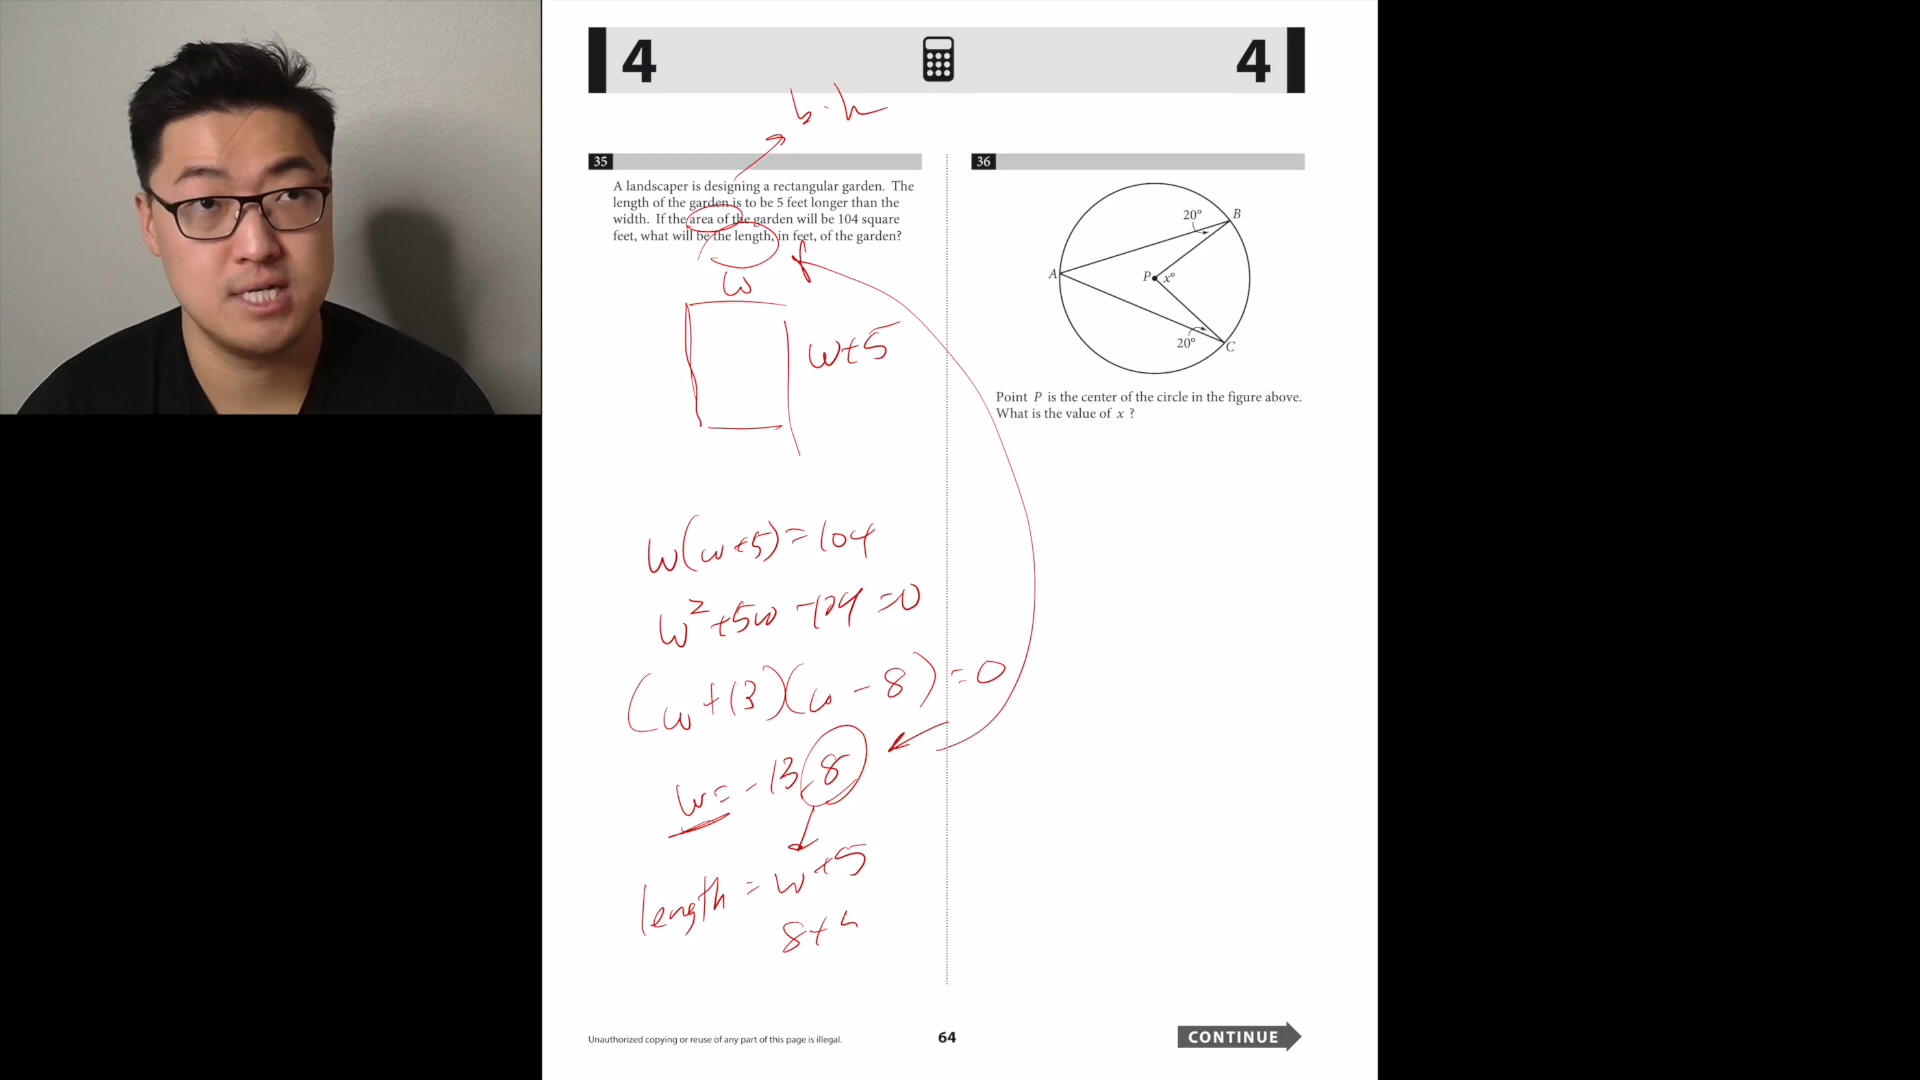 4 4
b·h
35
A landscaper is designing a rectangular garden. The
length of the garden is to be 5 feet longer than the
width. If the area of the garden will be 104 square
feet, what will be the length, in feet, of the garden?
w
w+5
w(w+5)=104
w²+5w-104=0
(w+13)(w-8)=0
w=-13, 8
length = w+5
8+
36
20°
B
A
P
x°
20°
C
Point P is the center of the circle in the figure above.
What is the value of x ?
Unauthorized copying or reuse of any part of this page is illegal.
64
CONTINUE